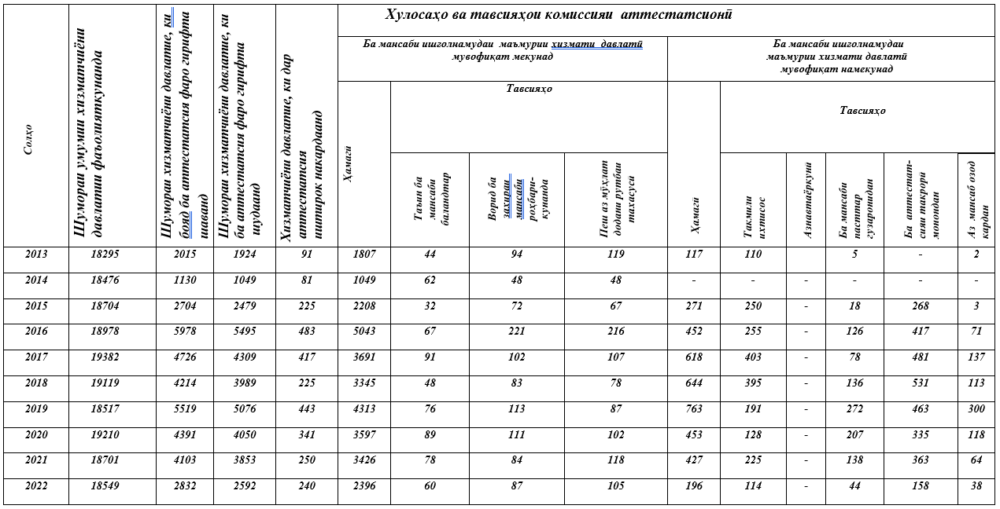 Солҳо
Шумораи умумии хизматчиёни
давлатии фаъолияткунанда
Шумораи хизматчиёни давлатие, ки
бояд ба аттестатсия фаро гирифта
шаванд
Шумораи хизматчиёни давлатие, ки
ба аттестатсия фаро гирифта
шудаанд
Хизматчиёни давлатие, ки дар
аттестатсия
иштирок накардаанд
Хулосаҳо ва тавсияҳои комиссияи аттестатсионӣ
Ба мансаби ишғолнамудаи маъмурии хизмати давлатӣ
мувофиқат мекунад
Ба мансаби ишғолнамудаи
маъмурии хизмати давлатӣ
мувофиқат намекунад
Ҳамагӣ
Тавсияҳо
Таъин ба
мансаби
баландтар
Ворид ба
захираи
мансаби
роҳбари-
кунанда
Пеш аз мӯҳлат
додани рутбаи
тахасуси
Ҳамагӣ
Тавсияҳо
Такмили
ихтисос
Азнавтаёркунӣ
Ба мансаби
пасттар
гузаронидан
Ба аттестат-
сияи такрорӣ
монондан
Аз мансаб озод
кардан
2013 18295 2015 1924 91 1807 44 94 119 117 110 5 - 2
2014 18476 1130 1049 81 1049 62 48 48 - - - - - -
2015 18704 2704 2479 225 2208 32 72 67 271 250 - 18 268 3
2016 18978 5978 5495 483 5043 67 221 216 452 255 - 126 417 71
2017 19382 4726 4309 417 3691 91 102 107 618 403 - 78 481 137
2018 19119 4214 3989 225 3345 48 83 78 644 395 - 136 531 113
2019 18517 5519 5076 443 4313 76 113 87 763 191 - 272 463 300
2020 19210 4391 4050 341 3597 89 111 102 453 128 - 207 335 118
2021 18701 4103 3853 250 3426 78 84 118 427 225 - 138 363 64
2022 18549 2832 2592 240 2396 60 87 105 196 114 - 44 158 38